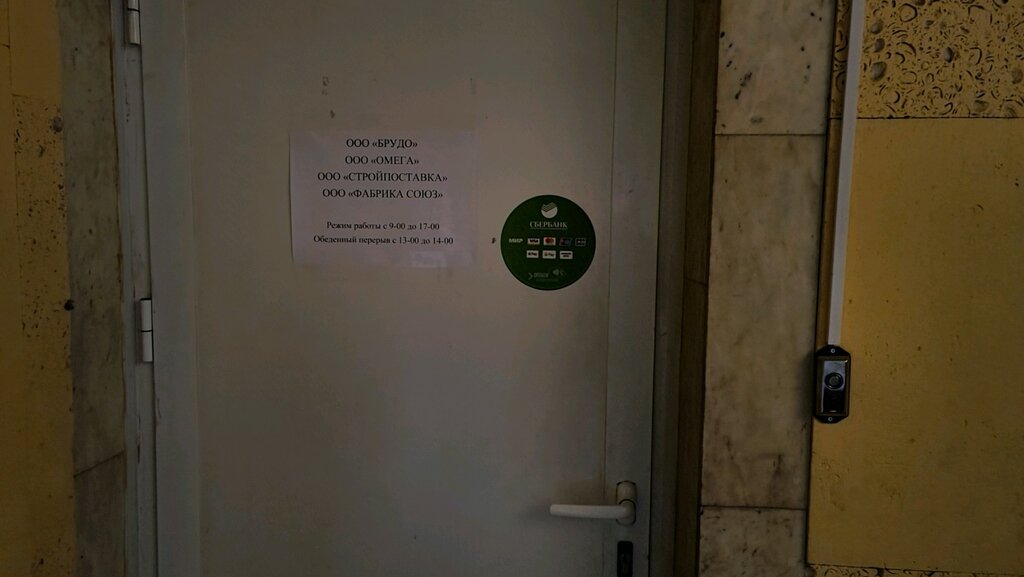 ООО «БРУДО»
ООО «ОМЕГА»
ООО «СТРОЙПОСТАВКА»
ООО «ФАБРИКА СОЮЗ»
Режим работы с 9-00 до 17-00
Обеденный перерыв с 13-00 до 14-00
СБЕРБАНК
МИР VISA